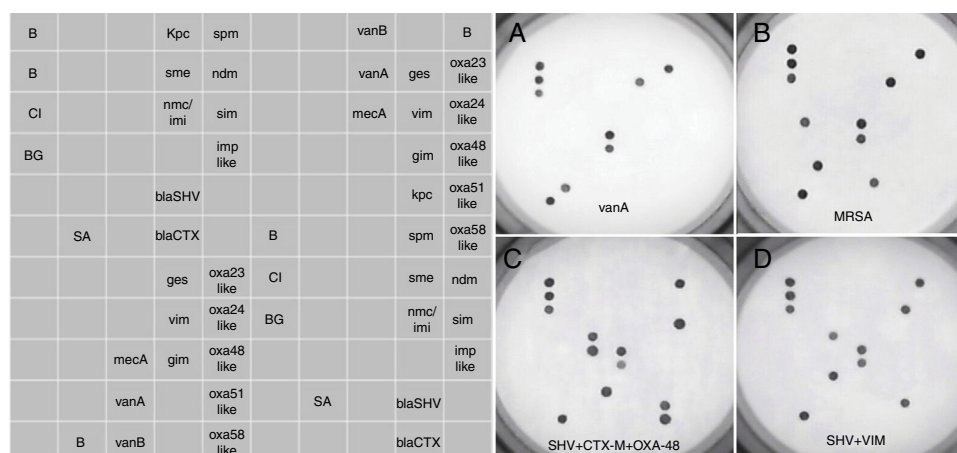 B Kpc spm vanB B
B sme ndm vanA ges oxa23 like
CI nmc/ imi sim mecA vim oxa24 like
BG imp like gim oxa48 like
blaSHV kpc oxa51 like
SA blaCTX B spm oxa58 like
ges oxa23 like CI sme ndm
vim oxa24 like BG nmc/ imi sim
mecA gim oxa48 like imp like
vanA oxa51 like SA blaSHV
B vanB oxa58 like blaCTX
A
vanA
B
MRSA
C
SHV+CTX-M+OXA-48
D
SHV+VIM